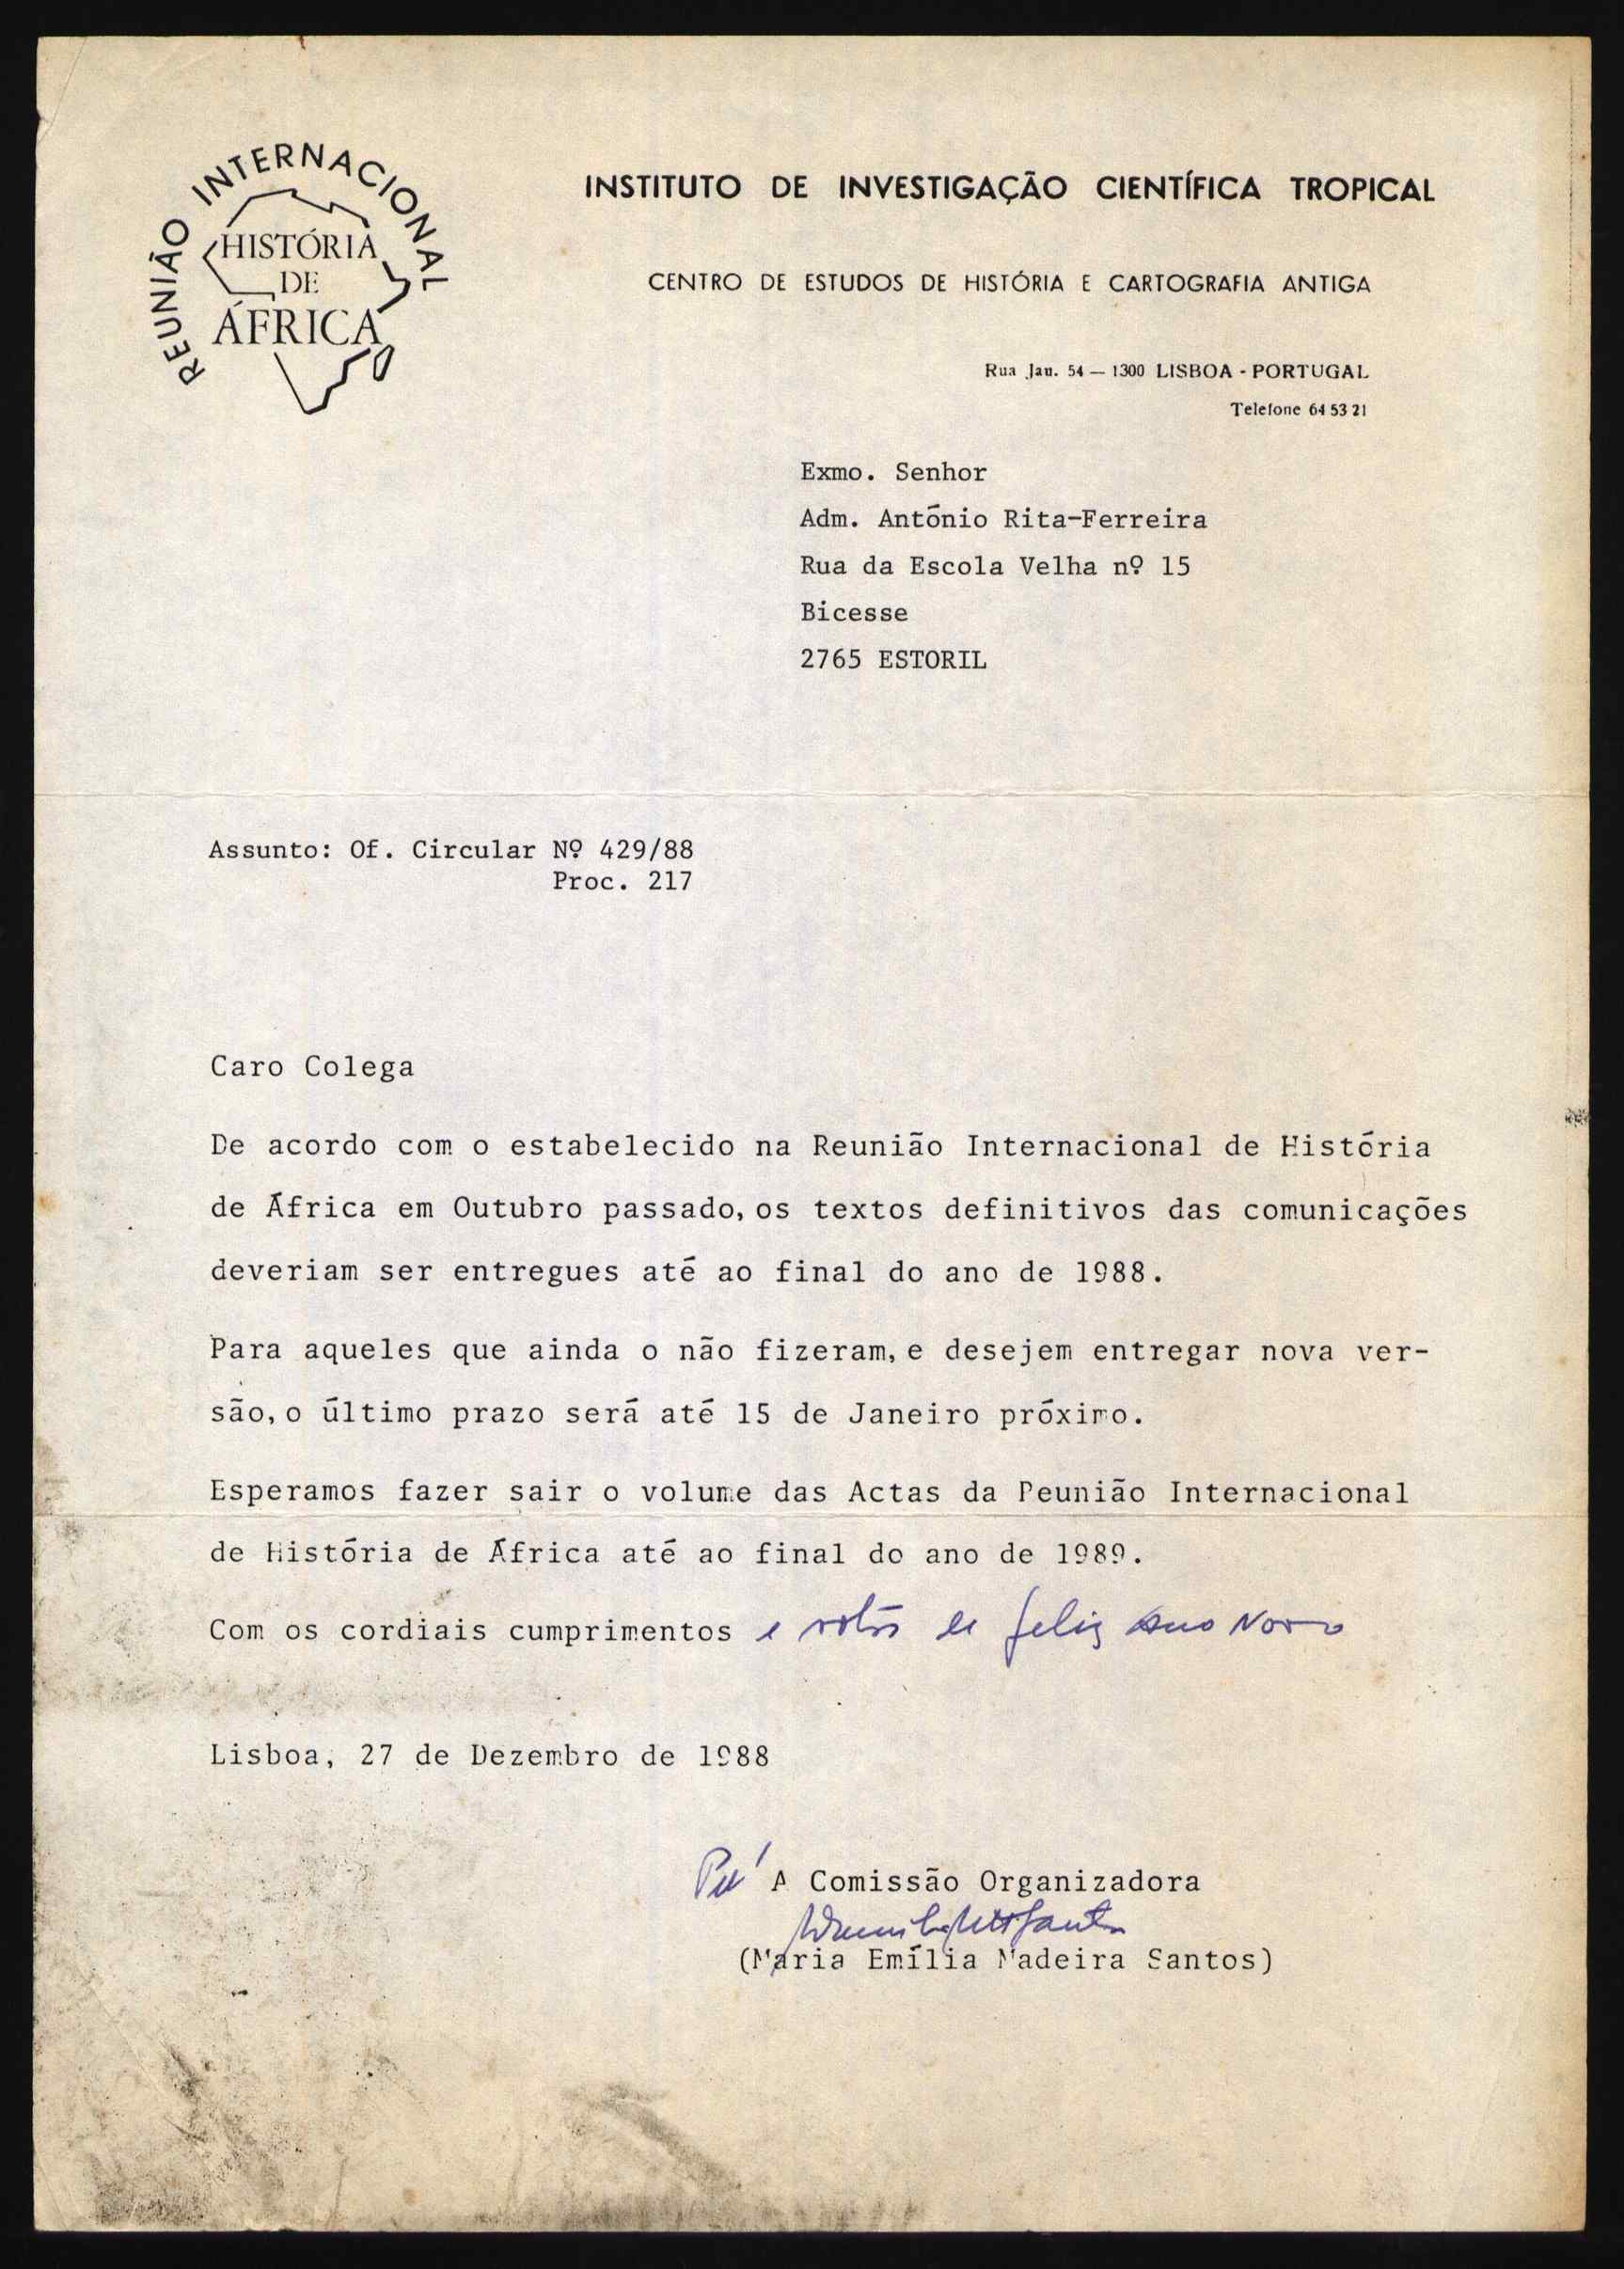 REUNIÃO INTERNACIONAL
HISTÓRIA
DE
ÁFRICA
INSTITUTO DE INVESTIGAÇÃO CIENTÍFICA TROPICAL
CENTRO DE ESTUDOS DE HISTÓRIA E CARTOGRAFIA ANTIGA
Rua Jau. 54 — 1300 LISBOA - PORTUGAL
Telefone 64 53 21
Exmo. Senhor
Adm. António Rita-Ferreira
Rua da Escola Velha nº 15
Bicesse
2765 ESTORIL
Assunto: Of. Circular Nº 429/88
Proc. 217
Caro Colega
De acordo com o estabelecido na Reunião Internacional de História
de África em Outubro passado, os textos definitivos das comunicações
deveriam ser entregues até ao final do ano de 1988.
Para aqueles que ainda o não fizeram, e desejem entregar nova ver-
são, o último prazo será até 15 de Janeiro próximo.
Esperamos fazer sair o volume das Actas da Reunião Internacional
de História de África até ao final do ano de 1989.
Com os cordiais cumprimentos e votos de feliz Ano Novo
Lisboa, 27 de Dezembro de 1988
A Comissão Organizadora
(Maria Emília Madeira Santos)